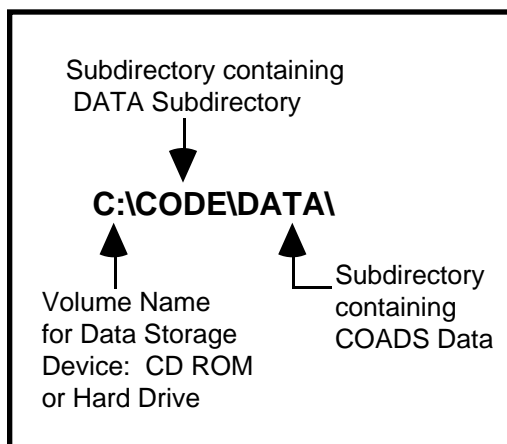 Subdirectory containing
DATA Subdirectory
C:\CODE\DATA\
Volume Name
for Data Storage
Device: CD ROM
or Hard Drive
Subdirectory
containing
COADS Data